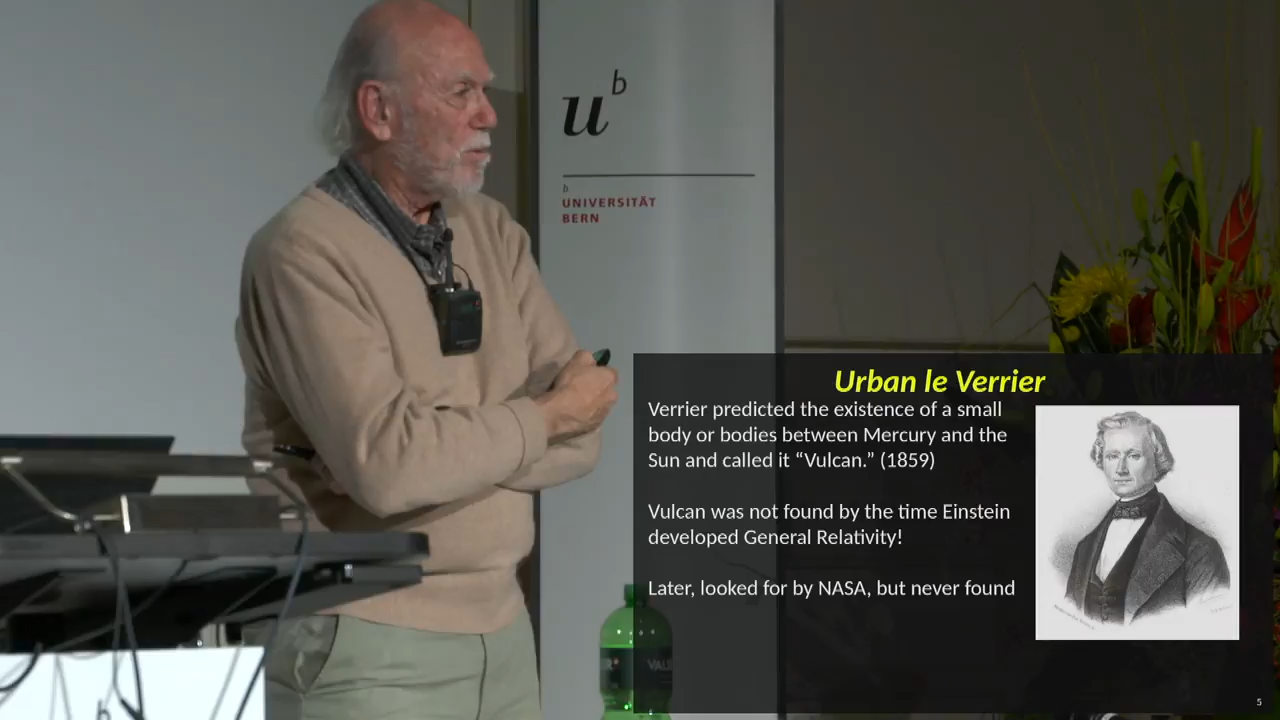 u b
b
UNIVERSITÄT
BERN
Urban le Verrier
Verrier predicted the existence of a small
body or bodies between Mercury and the
Sun and called it “Vulcan.” (1859)
Vulcan was not found by the time Einstein
developed General Relativity!
Later, looked for by NASA, but never found
5